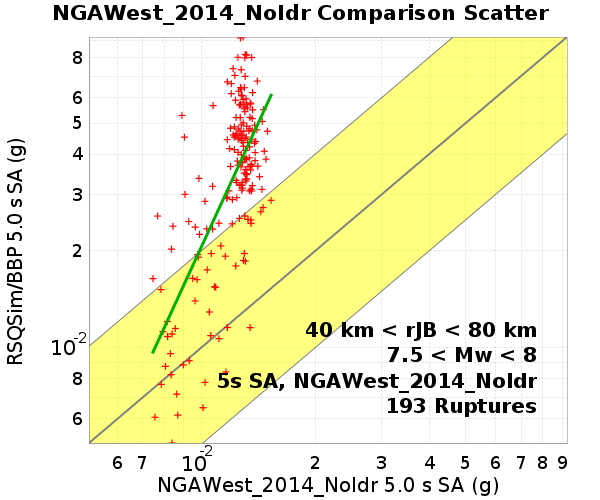 NGAWest_2014_NoIdr Comparison Scatter
RSQSim/BBP 5.0 s SA (g)
8
6
5
4
3
2
10-2
8
6
40 km < rJB < 80 km
7.5 < Mw < 8
5s SA, NGAWest_2014_NoIdr
193 Ruptures
6 7 10-2 2 3 4 5 6 7 8 9
NGAWest_2014_NoIdr 5.0 s SA (g)